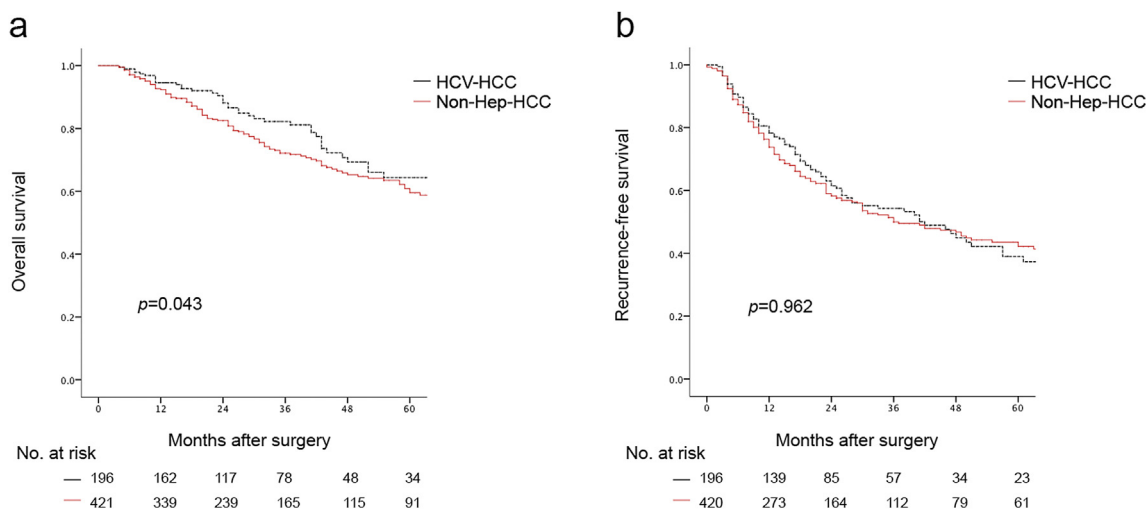 a
1.0
0.8
0.6
0.4
0.2
0.0
Overall survival
HCV-HCC
Non-Hep-HCC
p=0.043
0 12 24 36 48 60
Months after surgery
No. at risk
196 162 117 78 48 34
421 339 239 165 115 91
b
1.0
0.8
0.6
0.4
0.2
0.0
Recurrence-free survival
HCV-HCC
Non-Hep-HCC
p=0.962
0 12 24 36 48 60
Months after surgery
No. at risk
196 139 85 57 34 23
420 273 164 112 79 61